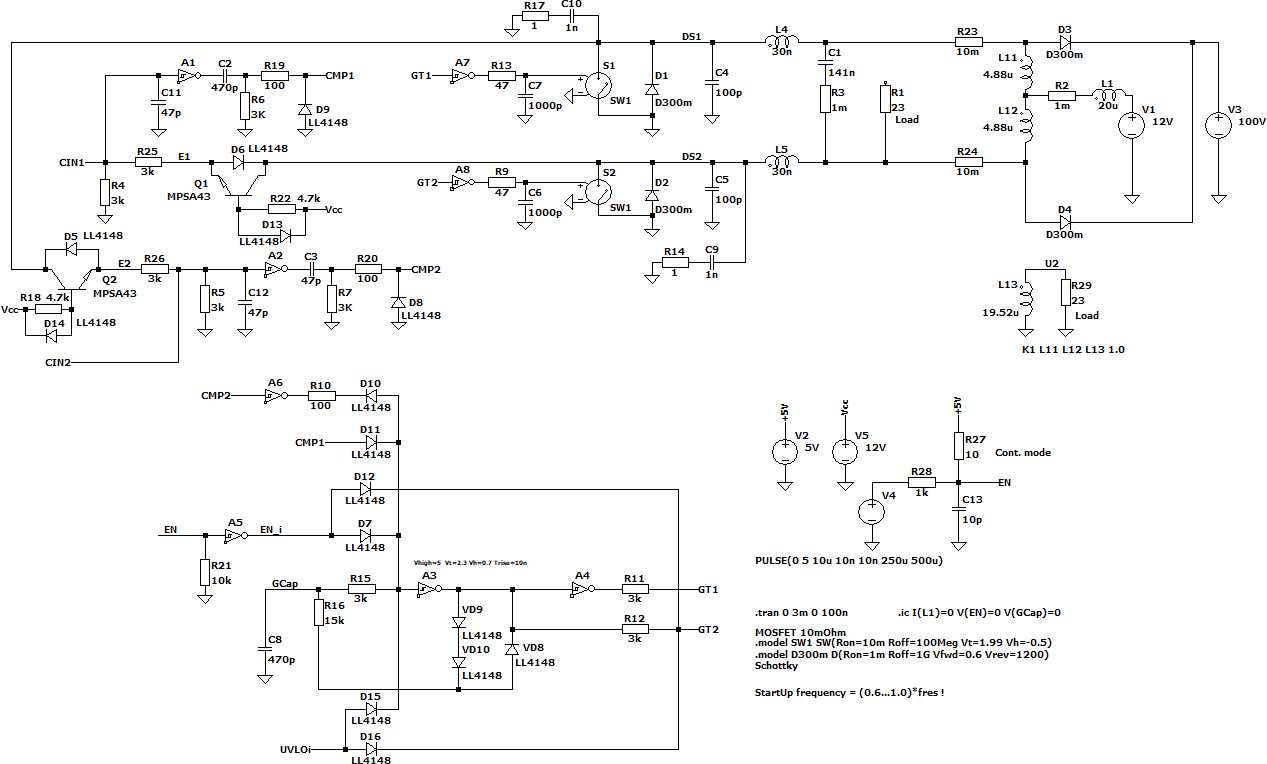 R17
1
C10
1n
DS1
L4
30n
R23
10m
D3
D300m
A1
C2
470p
R19
100
CMP1
C11
47p
R6
3K
D9
LL4148
GT1
A7
R13
47
C7
1000p
S1
SW1
D1
D300m
C4
100p
C1
141n
R3
1m
R1
23
Load
L11
4.88u
R2
1m
L1
20u
L12
4.88u
V1
12V
V3
100V
CIN1
R25
3k
E1
D6 LL4148
R4
3k
Q1
MPSA43
R22 4.7k
Vcc
D13
LL4148
DS2
L5
30n
R24
10m
GT2
A8
R9
47
C6
1000p
S2
SW1
D2
D300m
C5
100p
D4
D300m
R14
1
C9
1n
D5 LL4148
E2
R26
3k
Q2
MPSA43
R18 4.7k
Vcc
D14
LL4148
CIN2
R5
3k
C12
47p
A2
C3
47p
R20
100
CMP2
R7
3K
D8
LL4148
U2
L13
19.52u
R29
23
Load
K1 L11 L12 L13 1.0
CMP2
A6
R10
100
D10
LL4148
CMP1
D11
LL4148
D12
LL4148
EN
A5
EN_i
D7
LL4148
R21
10k
Vhigh=5 Vt=2.3 Vh=0.7 Trise=10n
GCap
R15
3k
A3
A4
R11
3k
GT1
R16
15k
VD9
LL4148
R12
3k
GT2
C8
470p
VD10
LL4148
VD8
LL4148
D15
LL4148
UVLOi
D16
LL4148
+5V
V2
5V
Vcc
V5
12V
+5V
R27
10
Cont. mode
R28
1k
EN
V4
C13
10p
PULSE(0 5 10u 10n 10n 250u 500u)
.tran 0 3m 0 100n
.ic I(L1)=0 V(EN)=0 V(GCap)=0
MOSFET 10mOhm
.model SW1 SW(Ron=10m Roff=100Meg Vt=1.99 Vh=-0.5)
.model D300m D(Ron=1m Roff=1G Vfwd=0.6 Vrev=1200)
Schottky
StartUp frequency = (0.6...1.0)*fres !